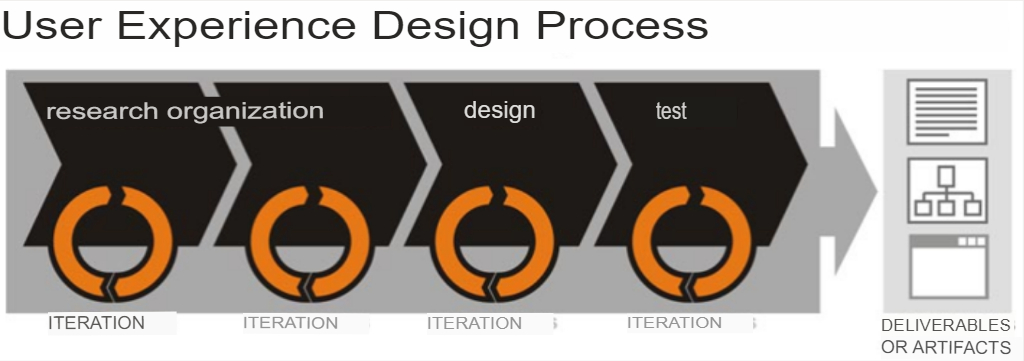 User Experience Design Process
research organization design test
ITERATION ITERATION ITERATION ITERATION
DELIVERABLES
OR ARTIFACTS